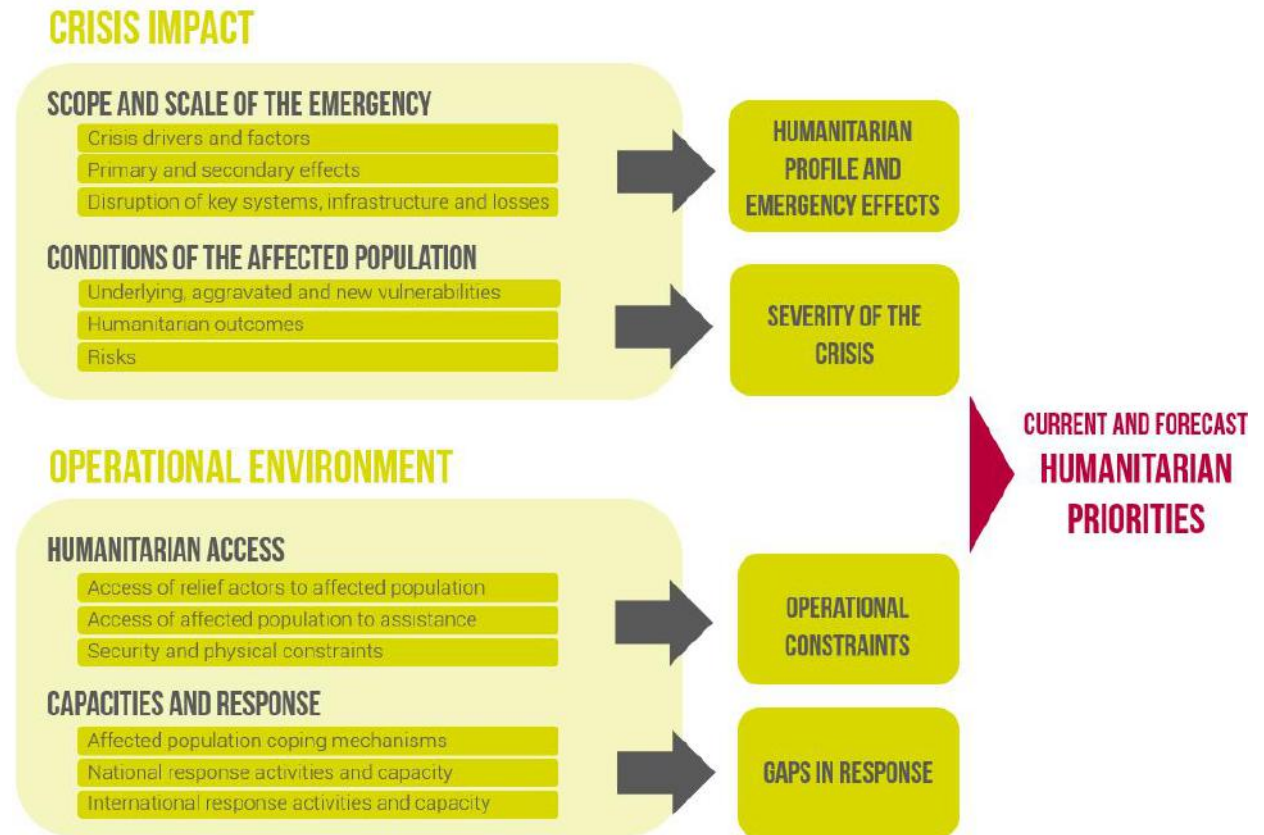 CRISIS IMPACT
SCOPE AND SCALE OF THE EMERGENCY
Crisis drivers and factors
Primary and secondary effects
Disruption of key systems, infrastructure and losses
HUMANITARIAN
PROFILE AND
EMERGENCY EFFECTS
CONDITIONS OF THE AFFECTED POPULATION
Underlying, aggravated and new vulnerabilities
Humanitarian outcomes
Risks
SEVERITY OF THE
CRISIS
OPERATIONAL ENVIRONMENT
HUMANITARIAN ACCESS
Access of relief actors to affected population
Access of affected population to assistance
Security and physical constraints
OPERATIONAL
CONSTRAINTS
CAPACITIES AND RESPONSE
Affected population coping mechanisms
National response activities and capacity
International response activities and capacity
GAPS IN RESPONSE
CURRENT AND FORECAST
HUMANITARIAN
PRIORITIES